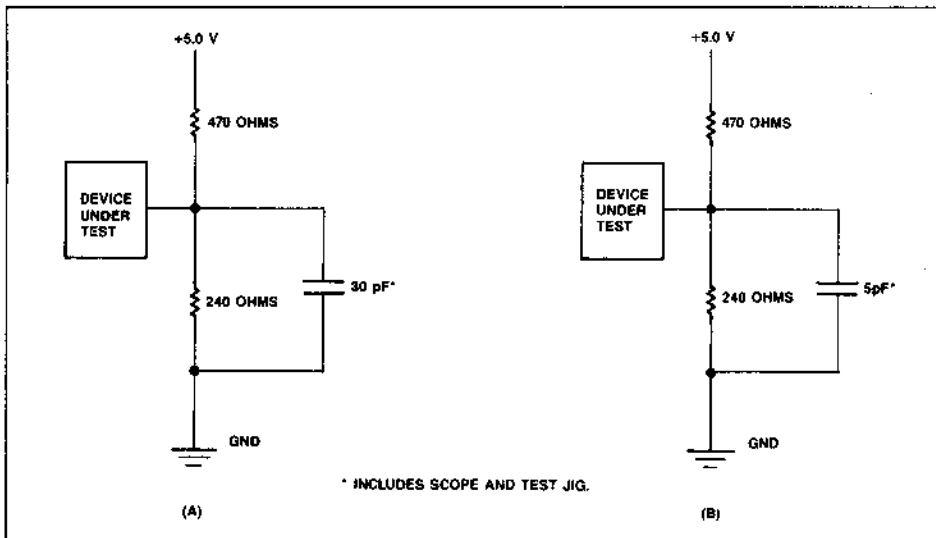 +5.0 V
470 OHMS
DEVICE
UNDER
TEST
240 OHMS
30 pF*
GND
(A)
+5.0 V
470 OHMS
DEVICE
UNDER
TEST
240 OHMS
5pF*
GND
(B)
* INCLUDES SCOPE AND TEST JIG.